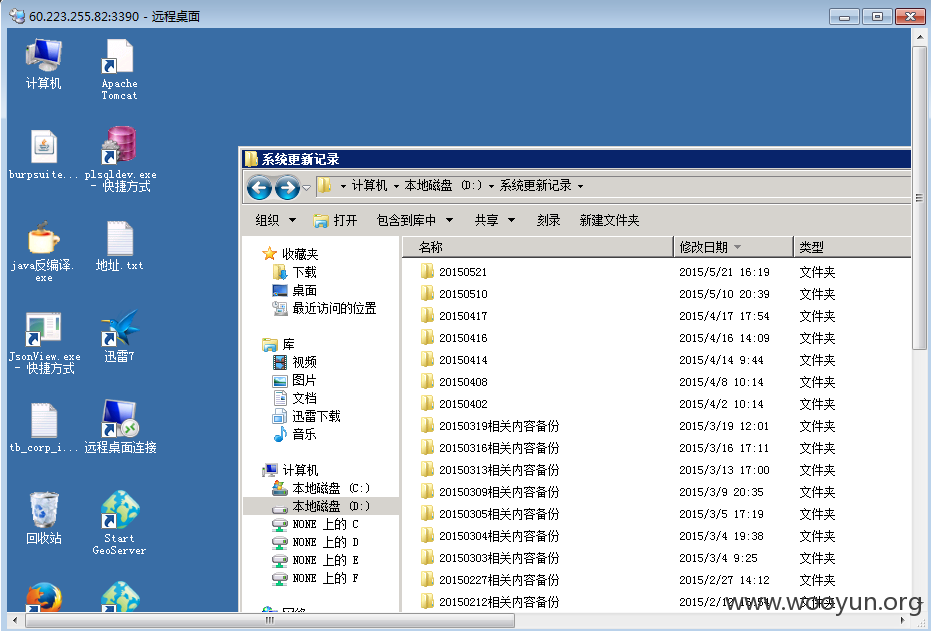 60.223.255.82:3390 - 远程桌面
计算机
Apache
Tomcat
burpsuite...
plsqldev.exe
- 快捷方式
java反编译.
exe
地址.txt
JsonView.exe
- 快捷方式
迅雷7
tb_corp_i...
远程桌面连接
回收站
Start
GeoServer
系统更新记录
计算机 本地磁盘 (D:) 系统更新记录
组织 打开 包含到库中 共享 刻录 新建文件夹
收藏夹
下载
桌面
最近访问的位置
库
视频
图片
文档
迅雷下载
音乐
计算机
本地磁盘 (C:)
本地磁盘 (D:)
NONE 上的 C
NONE 上的 D
NONE 上的 E
NONE 上的 F
网络
名称 修改日期 类型
20150521 2015/5/21 16:19 文件夹
20150510 2015/5/10 20:39 文件夹
20150417 2015/4/17 17:54 文件夹
20150416 2015/4/16 14:09 文件夹
20150414 2015/4/14 9:44 文件夹
20150408 2015/4/8 10:14 文件夹
20150402 2015/4/2 10:14 文件夹
20150319相关内容备份 2015/3/19 12:01 文件夹
20150316相关内容备份 2015/3/16 17:11 文件夹
20150313相关内容备份 2015/3/13 17:00 文件夹
20150309相关内容备份 2015/3/9 20:35 文件夹
20150305相关内容备份 2015/3/5 17:19 文件夹
20150304相关内容备份 2015/3/4 19:38 文件夹
20150303相关内容备份 2015/3/4 9:25 文件夹
20150227相关内容备份 2015/2/27 14:12 文件夹
20150212相关内容备份 文件夹
www.wooyun.org